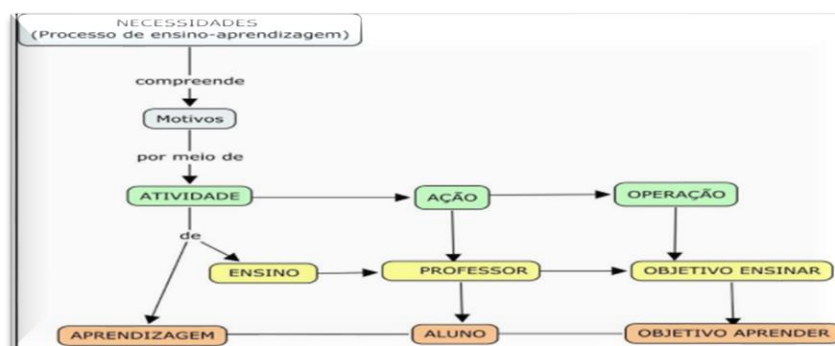 NECESSIDADES
(Processo de ensino-aprendizagem)
compreende
Motivos
por meio de
ATIVIDADE
AÇÃO
OPERAÇÃO
de
ENSINO
PROFESSOR
OBJETIVO ENSINAR
APRENDIZAGEM
ALUNO
OBJETIVO APRENDER